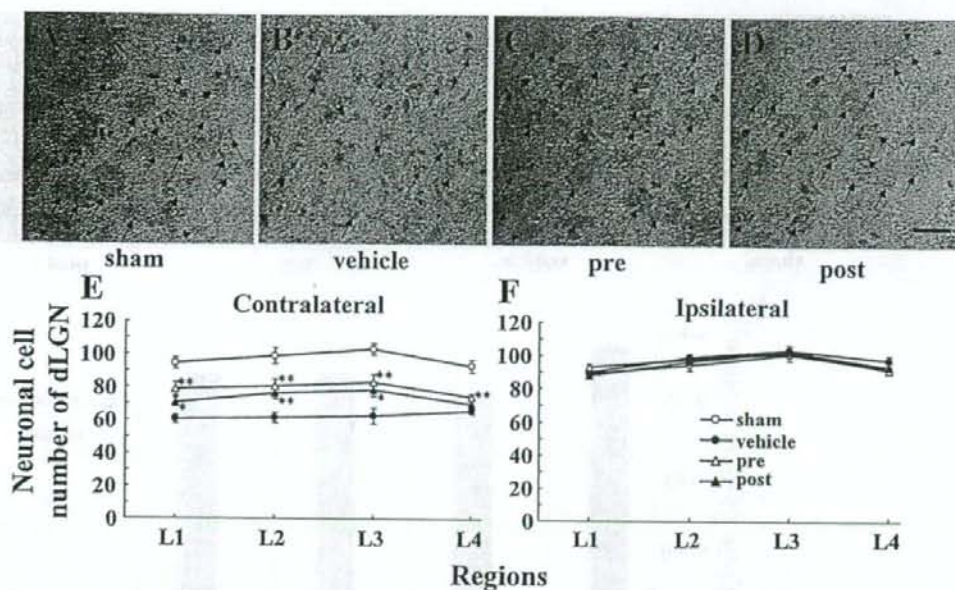 A B C D
sham vehicle pre post
E F
Contralateral Ipsilateral
Neuronal cell
number of dLGN
120 120
100 100
80 80
60 60
40 40
20 20
0 0
** ** ** **
* ** *
sham
vehicle
pre
post
L1 L2 L3 L4 L1 L2 L3 L4
Regions